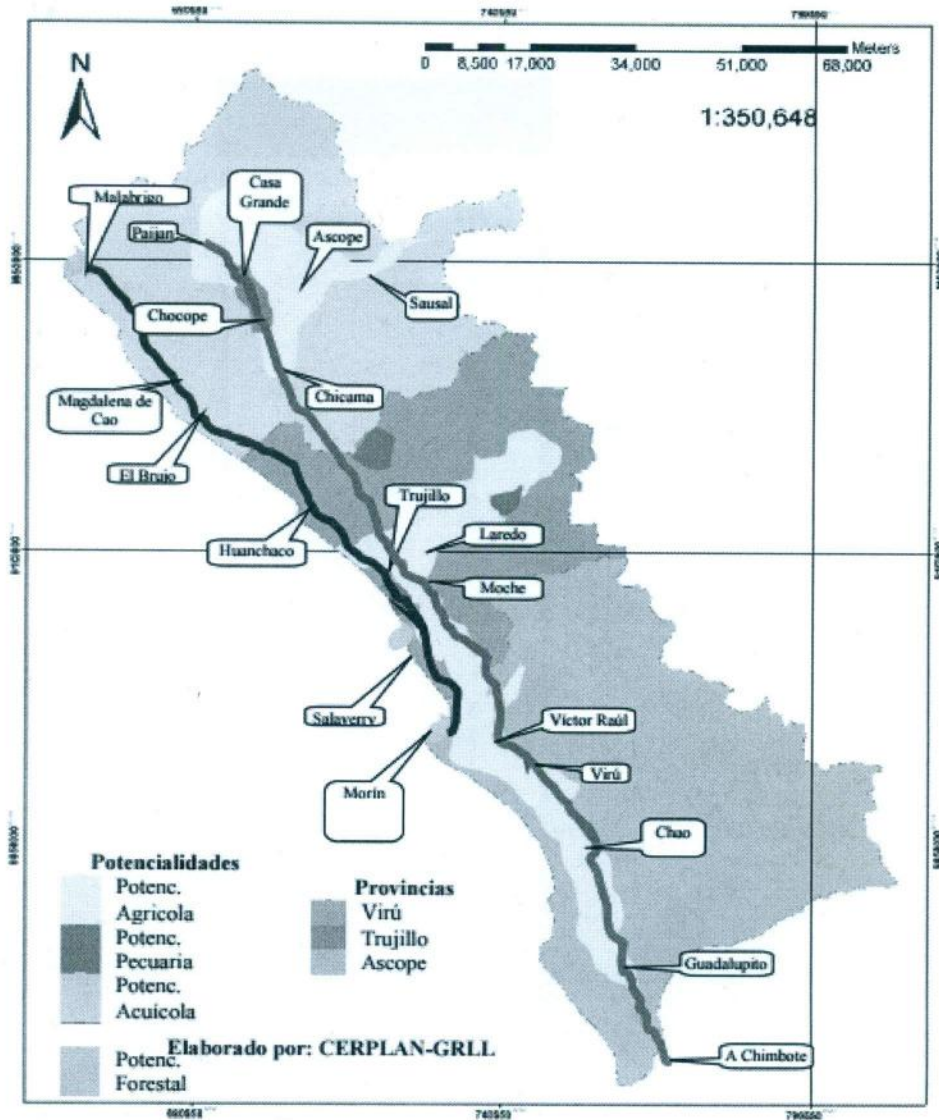 740550
N
Meters
0 8,500 17,000 34,000 51,000 68,000
1:350,648
Casa
Grande
Malabrigo
Paijan
Ascope
Sausal
Chocope
Chicama
Magdalena de
Cao
El Brujo
Trujillo
Huanchaco
Laredo
Moche
Salaverry
Víctor Raúl
Virú
Morín
Chao
Potencialidades
Potenc.
Agricola
Potenc.
Pecuaria
Potenc.
Acuícola
Potenc.
Forestal
Provincias
Virú
Trujillo
Ascope
Guadalupito
Elaborado por: CERPLAN-GRLL
A Chimbote